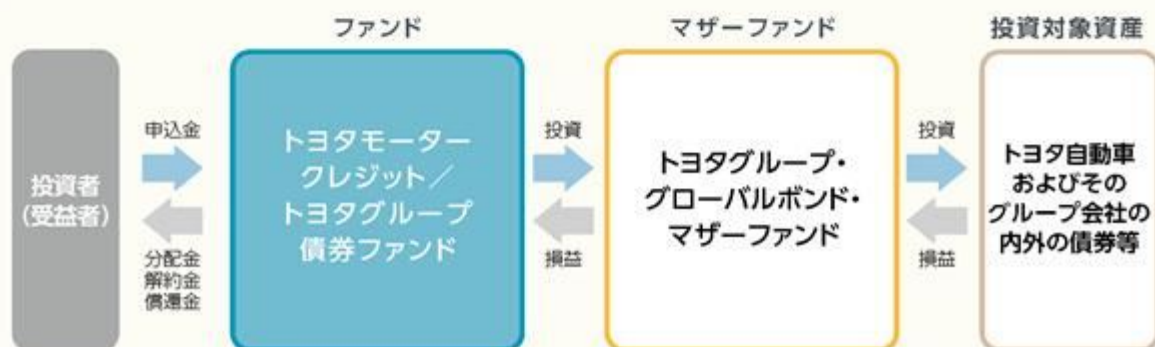 ファンド
マザーファンド
投資対象資産
投資者
(受益者)
申込金
分配金
解約金
償還金
トヨタモーター
クレジット／
トヨタグループ
債券ファンド
投資
損益
トヨタグループ・
グローバルボンド・
マザーファンド
投資
損益
トヨタ自動車
およびその
グループ会社の
内外の債券等